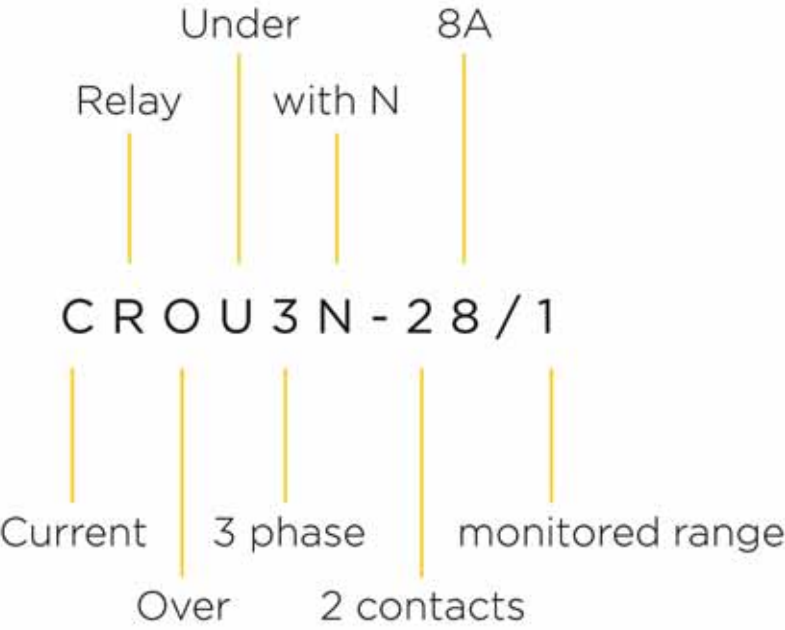 Under 8A
Relay with N
CROU3N-28/1
Current 3 phase monitored range
Over 2 contacts